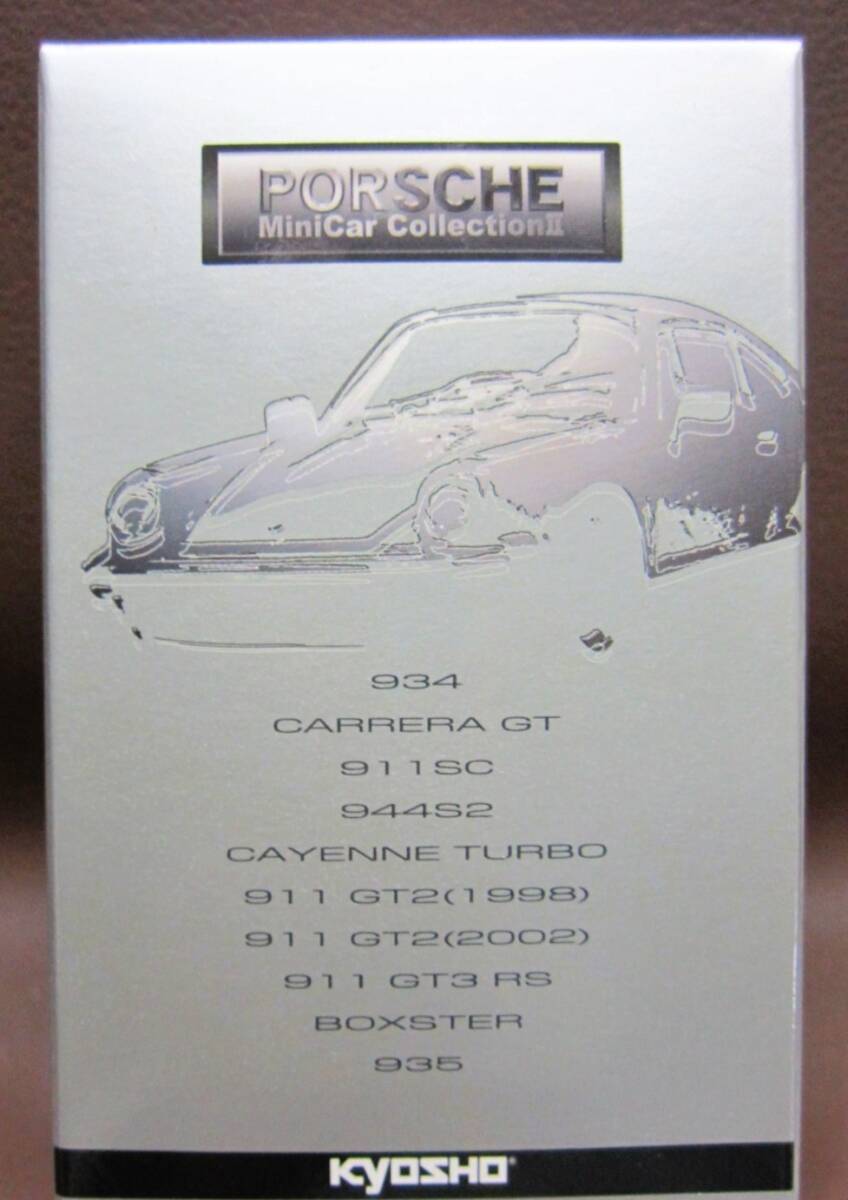 PORSCHE
MiniCar CollectionII
934
CARRERA GT
911SC
944S2
CAYENNE TURBO
911 GT2(1998)
911 GT2(2002)
911 GT3 RS
BOXSTER
935
KYOSHO